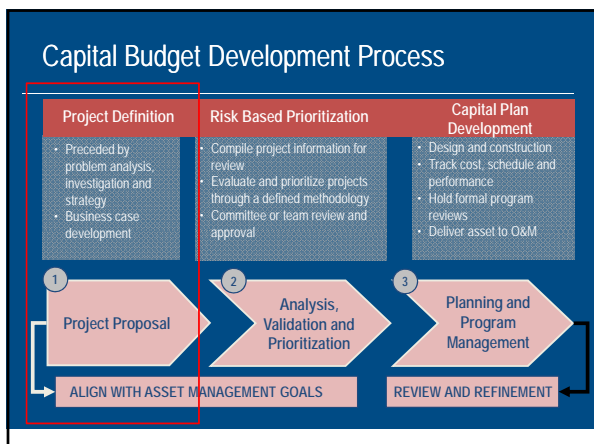 Capital Budget Development Process
Project Definition
• Preceded by
problem analysis,
investigation and
strategy
• Business case
development
Risk Based Prioritization
• Compile project information for
review
• Evaluate and prioritize projects
through a defined methodology
• Committee or team review and
approval
Capital Plan
Development
• Design and construction
• Track cost, schedule and
performance
• Hold formal program
reviews
• Deliver asset to O&M
1
Project Proposal
2
Analysis,
Validation and
Prioritization
3
Planning and
Program
Management
ALIGN WITH ASSET MANAGEMENT GOALS
REVIEW AND REFINEMENT